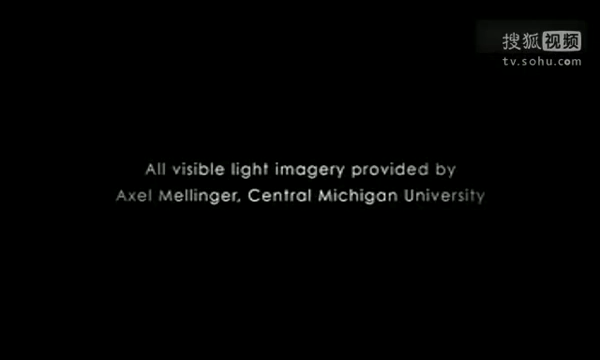 搜狐视频
tv.sohu.com
All visible light imagery provided by
Axel Mellinger, Central Michigan University